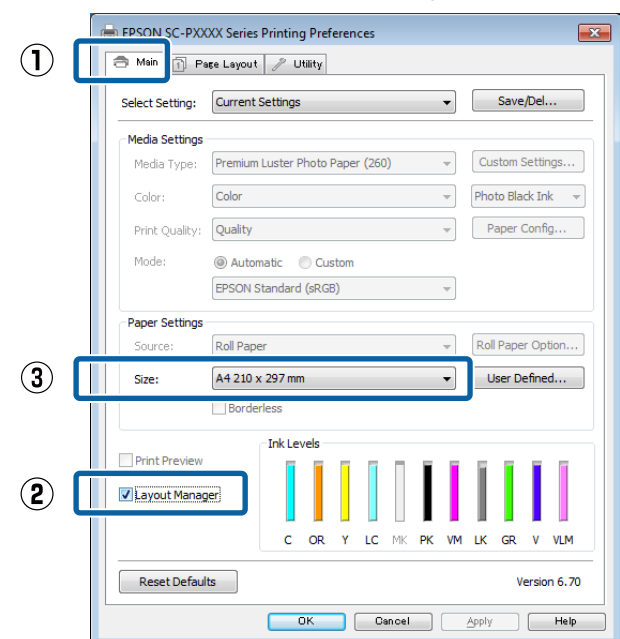 EPSON SC-PXXXX Series Printing Preferences
1 Main Page Layout Utility
Select Setting: Current Settings Save/Del...
Media Settings
Media Type: Premium Luster Photo Paper (260) Custom Settings...
Color: Color Photo Black Ink
Print Quality: Quality Paper Config...
Mode: Automatic Custom
EPSON Standard (sRGB)
Paper Settings
Source: Roll Paper Roll Paper Option...
3 Size: A4 210 x 297 mm User Defined...
Borderless
Ink Levels
Print Preview
2 Layout Manager
C OR Y LC MK PK VM LK GR V VLM
Reset Defaults Version 6.70
OK Cancel Apply Help